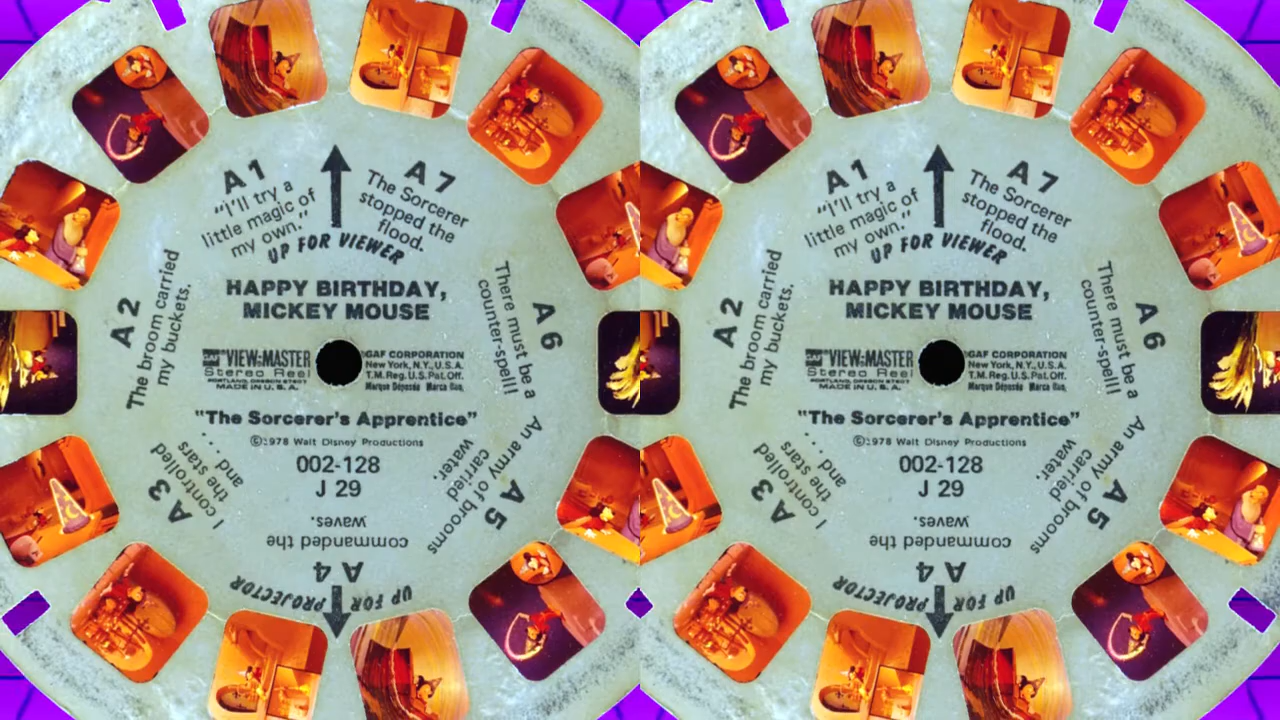 A1
"I'll try a
little magic of
my own."
A7
The Sorcerer
stopped the
flood.
UP FOR VIEWER
A2
The broom carried
my buckets.
HAPPY BIRTHDAY,
MICKEY MOUSE
There must be a
counter-spell!
A6
GAF VIEW-MASTER
Stereo Reel
PORTLAND, OREGON 97207
MADE IN U.S.A.
GAF CORPORATION
New York, N.Y., U.S.A.
T.M. Reg. U.S. Pat. Off.
Marque Déposée Marca Reg.
"The Sorcerer's Apprentice"
©1978 Walt Disney Productions
002-128
J 29
A3
I controlled
and the stars . . .
A5
An army of brooms
carried
water.
A4
commanded the
waves.
UP FOR PROJECTOR
A1
"I'll try a
little magic of
my own."
A7
The Sorcerer
stopped the
flood.
UP FOR VIEWER
A2
The broom carried
my buckets.
HAPPY BIRTHDAY,
MICKEY MOUSE
There must be a
counter-spell!
A6
GAF VIEW-MASTER
Stereo Reel
PORTLAND, OREGON 97207
MADE IN U.S.A.
GAF CORPORATION
New York, N.Y., U.S.A.
T.M. Reg. U.S. Pat. Off.
Marque Déposée Marca Reg.
"The Sorcerer's Apprentice"
©1978 Walt Disney Productions
002-128
J 29
A3
I controlled
and the stars . . .
A5
An army of brooms
carried
water.
A4
commanded the
waves.
UP FOR PROJECTOR